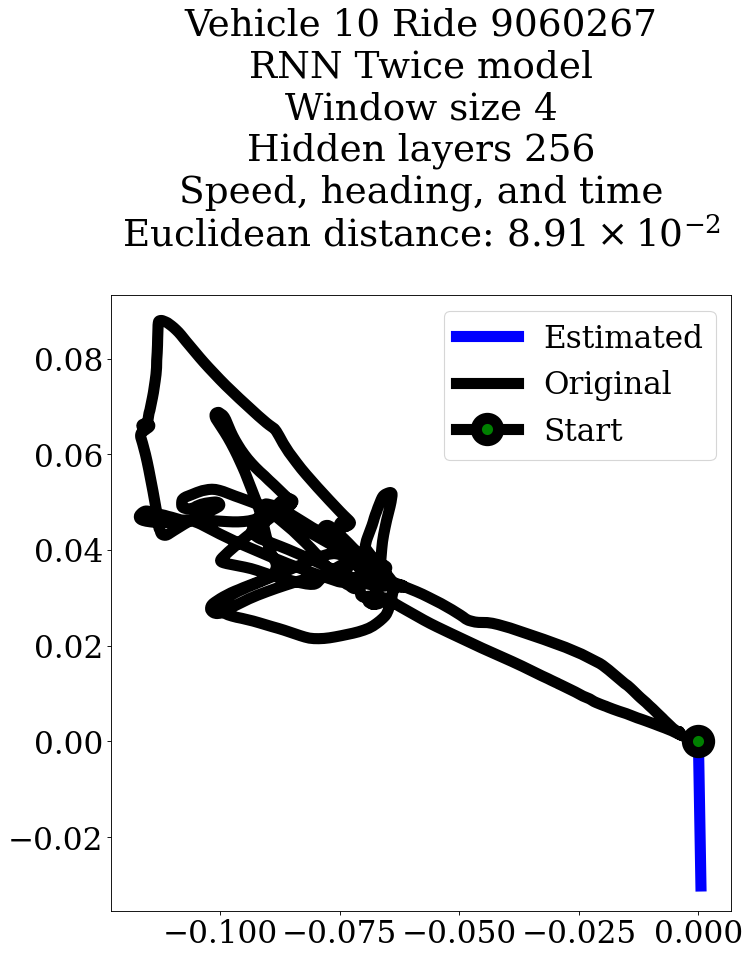 Vehicle 10 Ride 9060267
RNN Twice model
Window size 4
Hidden layers 256
Speed, heading, and time
Euclidean distance: 8.91 × 10⁻²
Estimated
Original
Start
0.08
0.06
0.04
0.02
0.00
−0.02
−0.100 −0.075 −0.050 −0.025 0.000